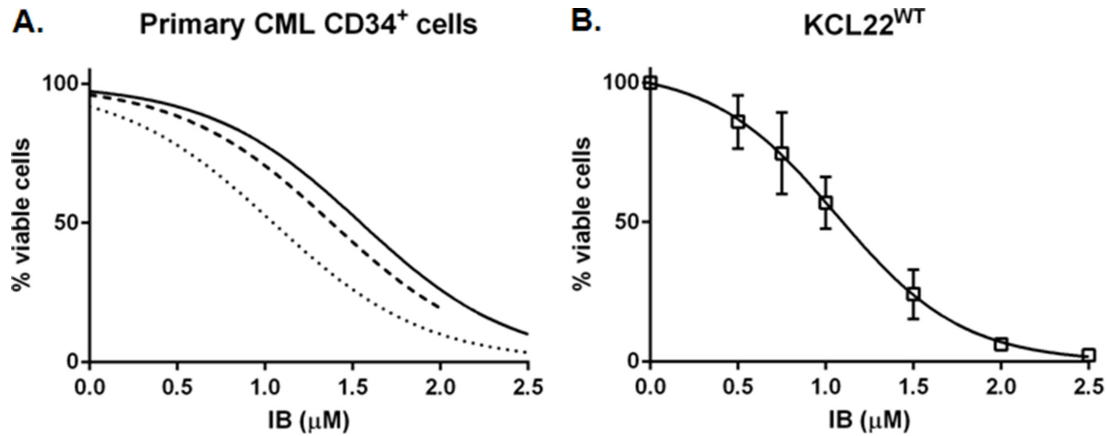 A.
Primary CML CD34+ cells
% viable cells
100
50
0
0.0 0.5 1.0 1.5 2.0 2.5
IB (μM)
B.
KCL22WT
% viable cells
100
50
0
0.0 0.5 1.0 1.5 2.0 2.5
IB (μM)